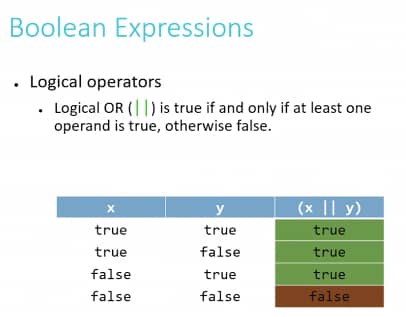 Boolean Expressions
• Logical operators
• Logical OR (||) is true if and only if at least one
operand is true, otherwise false.
x y (x || y)
true true true
true false true
false true true
false false false